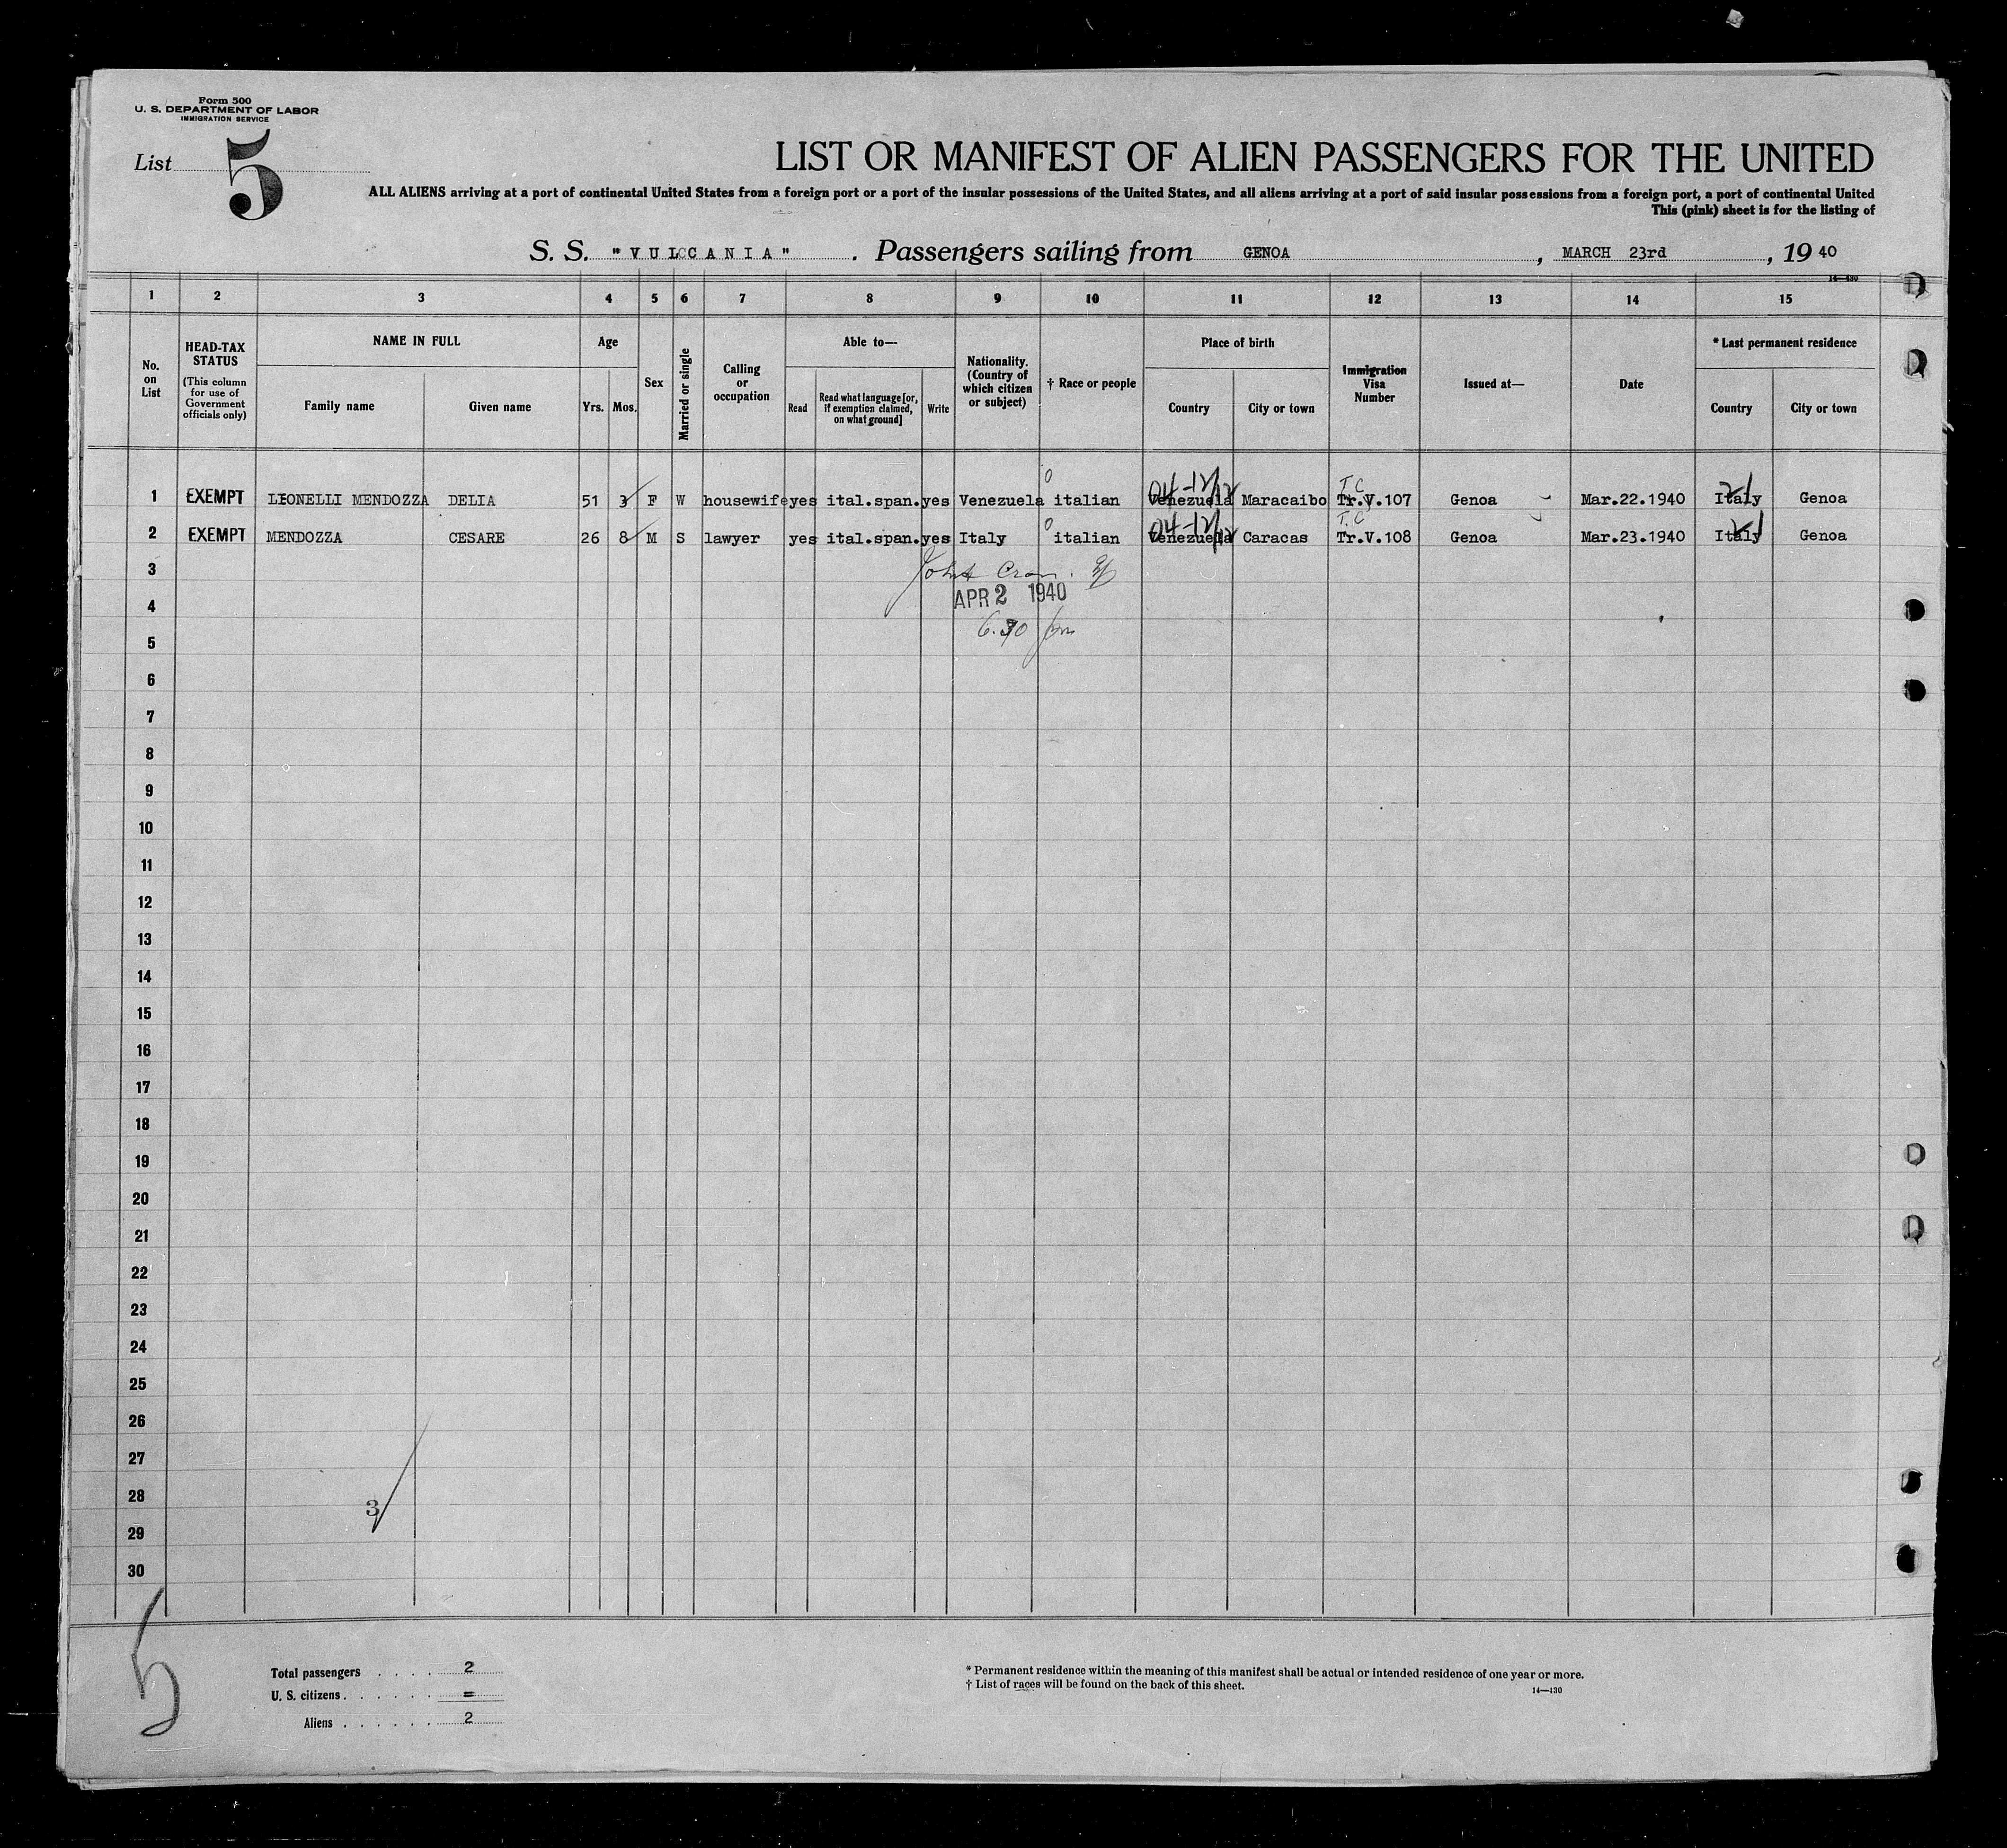 Form 500
U. S. DEPARTMENT OF LABOR
IMMIGRATION SERVICE
List 5
LIST OR MANIFEST OF ALIEN PASSENGERS FOR THE UNITED
ALL ALIENS arriving at a port of continental United States from a foreign port or a port of the insular possessions of the United States, and all aliens arriving at a port of said insular possessions from a foreign port, a port of continental United
This (pink) sheet is for the listing of
S. S. "VULCANIA". Passengers sailing from GENOA, MARCH 23rd, 19 40
14—430
1 2 3 4 5 6 7 8 9 10 11 12 13 14 15
No. on List
HEAD-TAX STATUS (This column for use of Government officials only)
NAME IN FULL
Family name Given name
Age
Yrs. Mos.
Sex
Married or single
Calling or occupation
Able to—
Read Read what language [or, if exemption claimed, on what ground] Write
Nationality. (Country of which citizen or subject)
† Race or people
Place of birth
Country City or town
Immigration Visa Number
Issued at—
Date
* Last permanent residence
Country City or town
T.C
1 EXEMPT LIONELLI MENDOZZA DELIA 51 3 F W housewife yes ital.span. yes Venezuela italian Venezuela Maracaibo Tr.V.107 Genoa Mar.22.1940 Italy Genoa
T.C
2 EXEMPT MENDOZZA CESARE 26 8 M S lawyer yes ital.span. yes Italy italian Venezuela Caracas Tr.V.108 Genoa Mar.23.1940 Italy Genoa
3
APR 2 1940
4
6.30 pm
5
6
7
8
9
10
11
12
13
14
15
16
17
18
19
20
21
22
23
24
25
26
27
28
3
29
30
5
Total passengers . . . . 2
U. S. citizens . . . . . . =
Aliens . . . . . . 2
* Permanent residence within the meaning of this manifest shall be actual or intended residence of one year or more.
† List of races will be found on the back of this sheet.
14—430